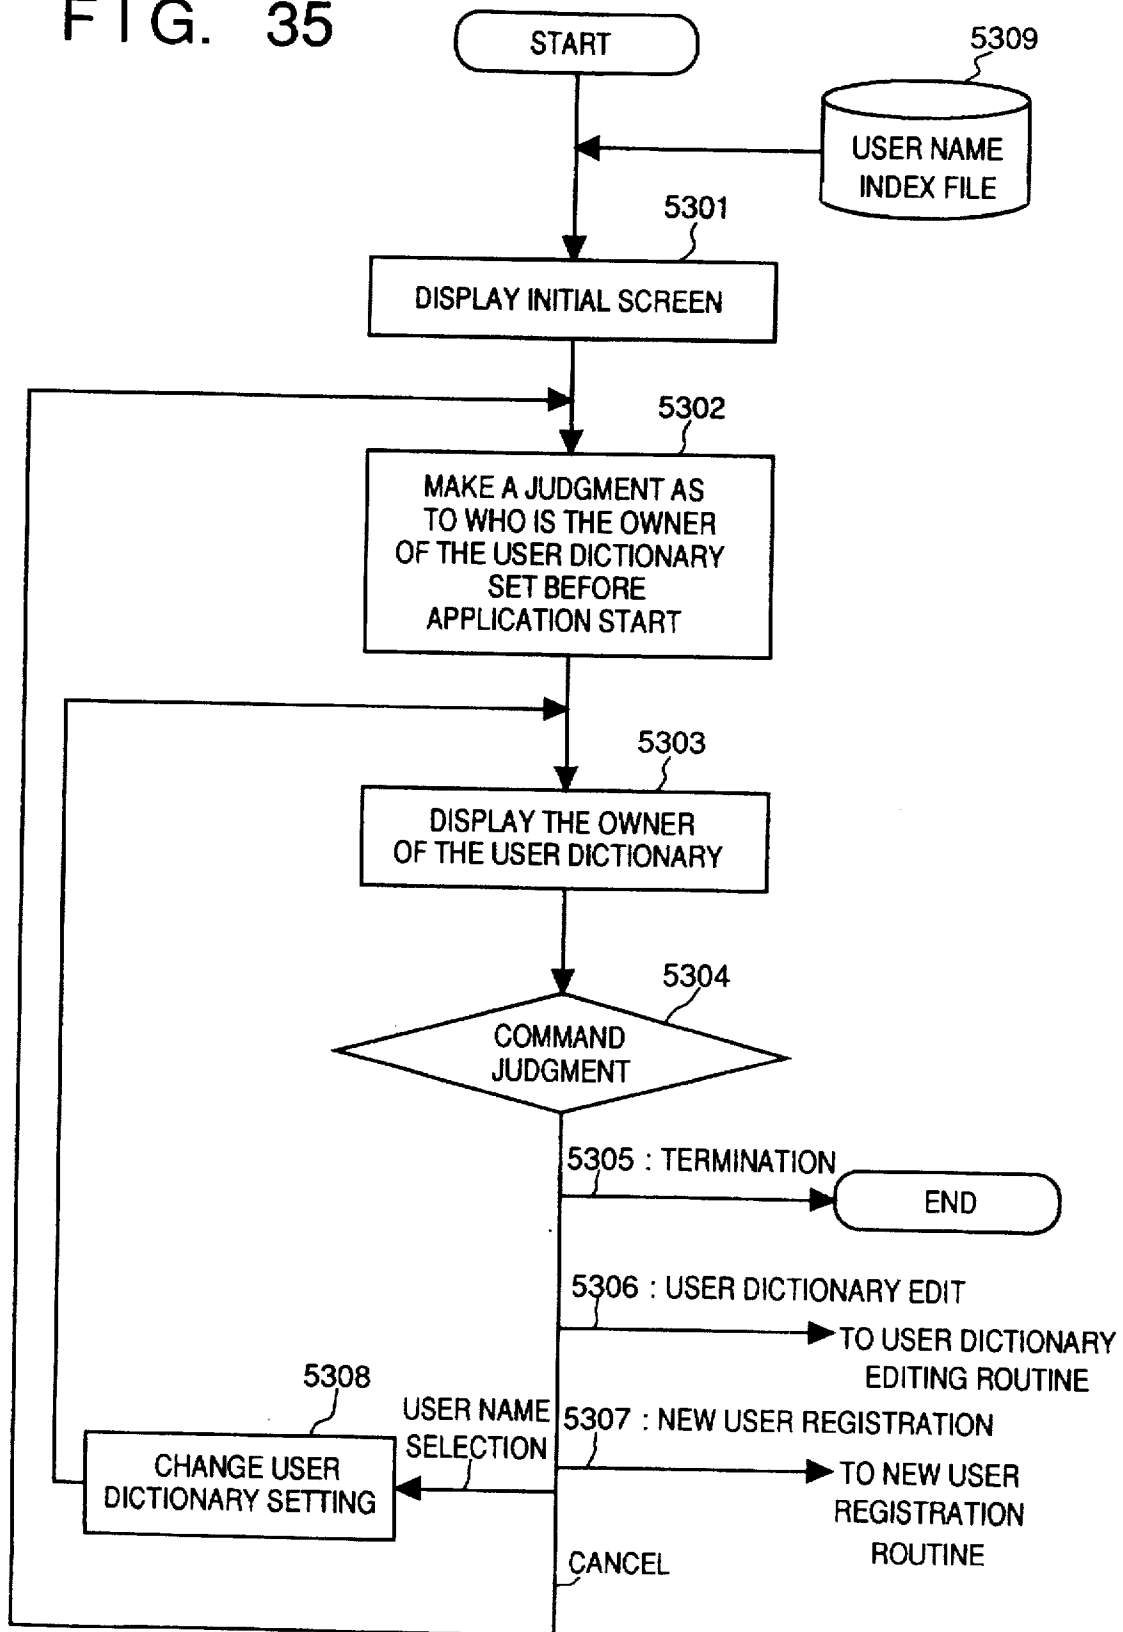 FIG. 35
START
5309
USER NAME
INDEX FILE
5301
DISPLAY INITIAL SCREEN
5302
MAKE A JUDGMENT AS
TO WHO IS THE OWNER
OF THE USER DICTIONARY
SET BEFORE
APPLICATION START
5303
DISPLAY THE OWNER
OF THE USER DICTIONARY
5304
COMMAND
JUDGMENT
5305 : TERMINATION
END
5306 : USER DICTIONARY EDIT
TO USER DICTIONARY
EDITING ROUTINE
5308
CHANGE USER
DICTIONARY SETTING
USER NAME
SELECTION
5307 : NEW USER REGISTRATION
TO NEW USER
REGISTRATION
ROUTINE
CANCEL